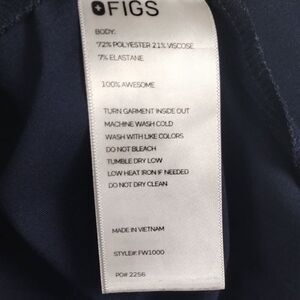 FIGS
BODY:
72% POLYESTER 21% VISCOSE
7% ELASTANE
100% AWESOME
TURN GARMENT INSIDE OUT
MACHINE WASH COLD
WASH WITH LIKE COLORS
DO NOT BLEACH
TUMBLE DRY LOW
LOW HEAT IRON IF NEEDED
DO NOT DRY CLEAN
MADE IN VIETNAM
STYLE#: FW1000
PO# 2256